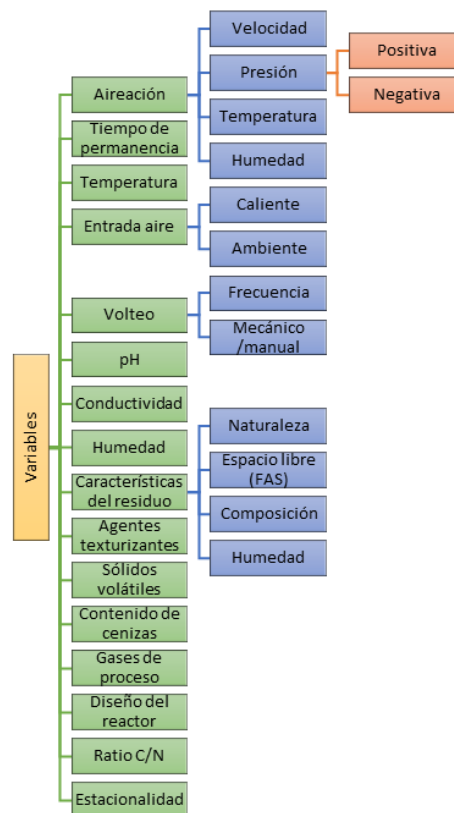 Variables
Aireación
Velocidad
Presión
Positiva
Negativa
Temperatura
Humedad
Tiempo de
permanencia
Temperatura
Entrada aire
Caliente
Ambiente
Volteo
Frecuencia
Mecánico
/manual
pH
Conductividad
Humedad
Características
del residuo
Naturaleza
Espacio libre
(FAS)
Composición
Humedad
Agentes
texturizantes
Sólidos
volátiles
Contenido de
cenizas
Gases de
proceso
Diseño del
reactor
Ratio C/N
Estacionalidad